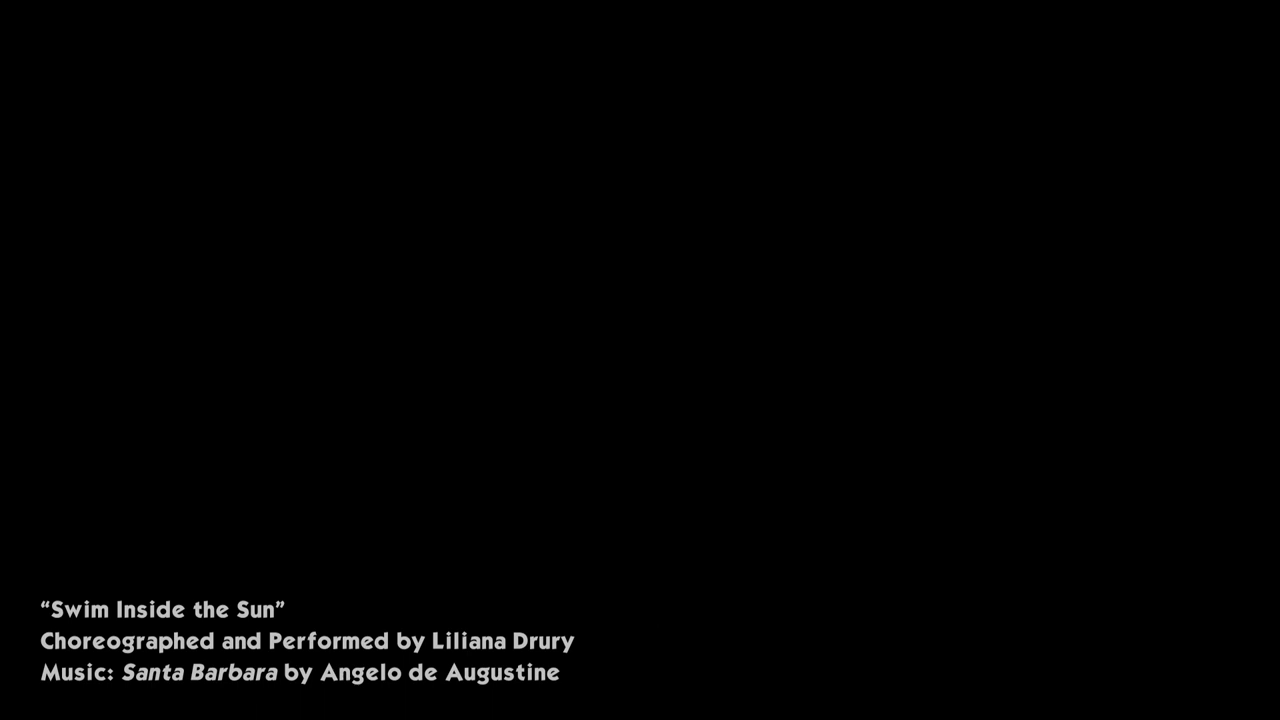 “Swim Inside the Sun”
Choreographed and Performed by Liliana Drury
Music: Santa Barbara by Angelo de Augustine